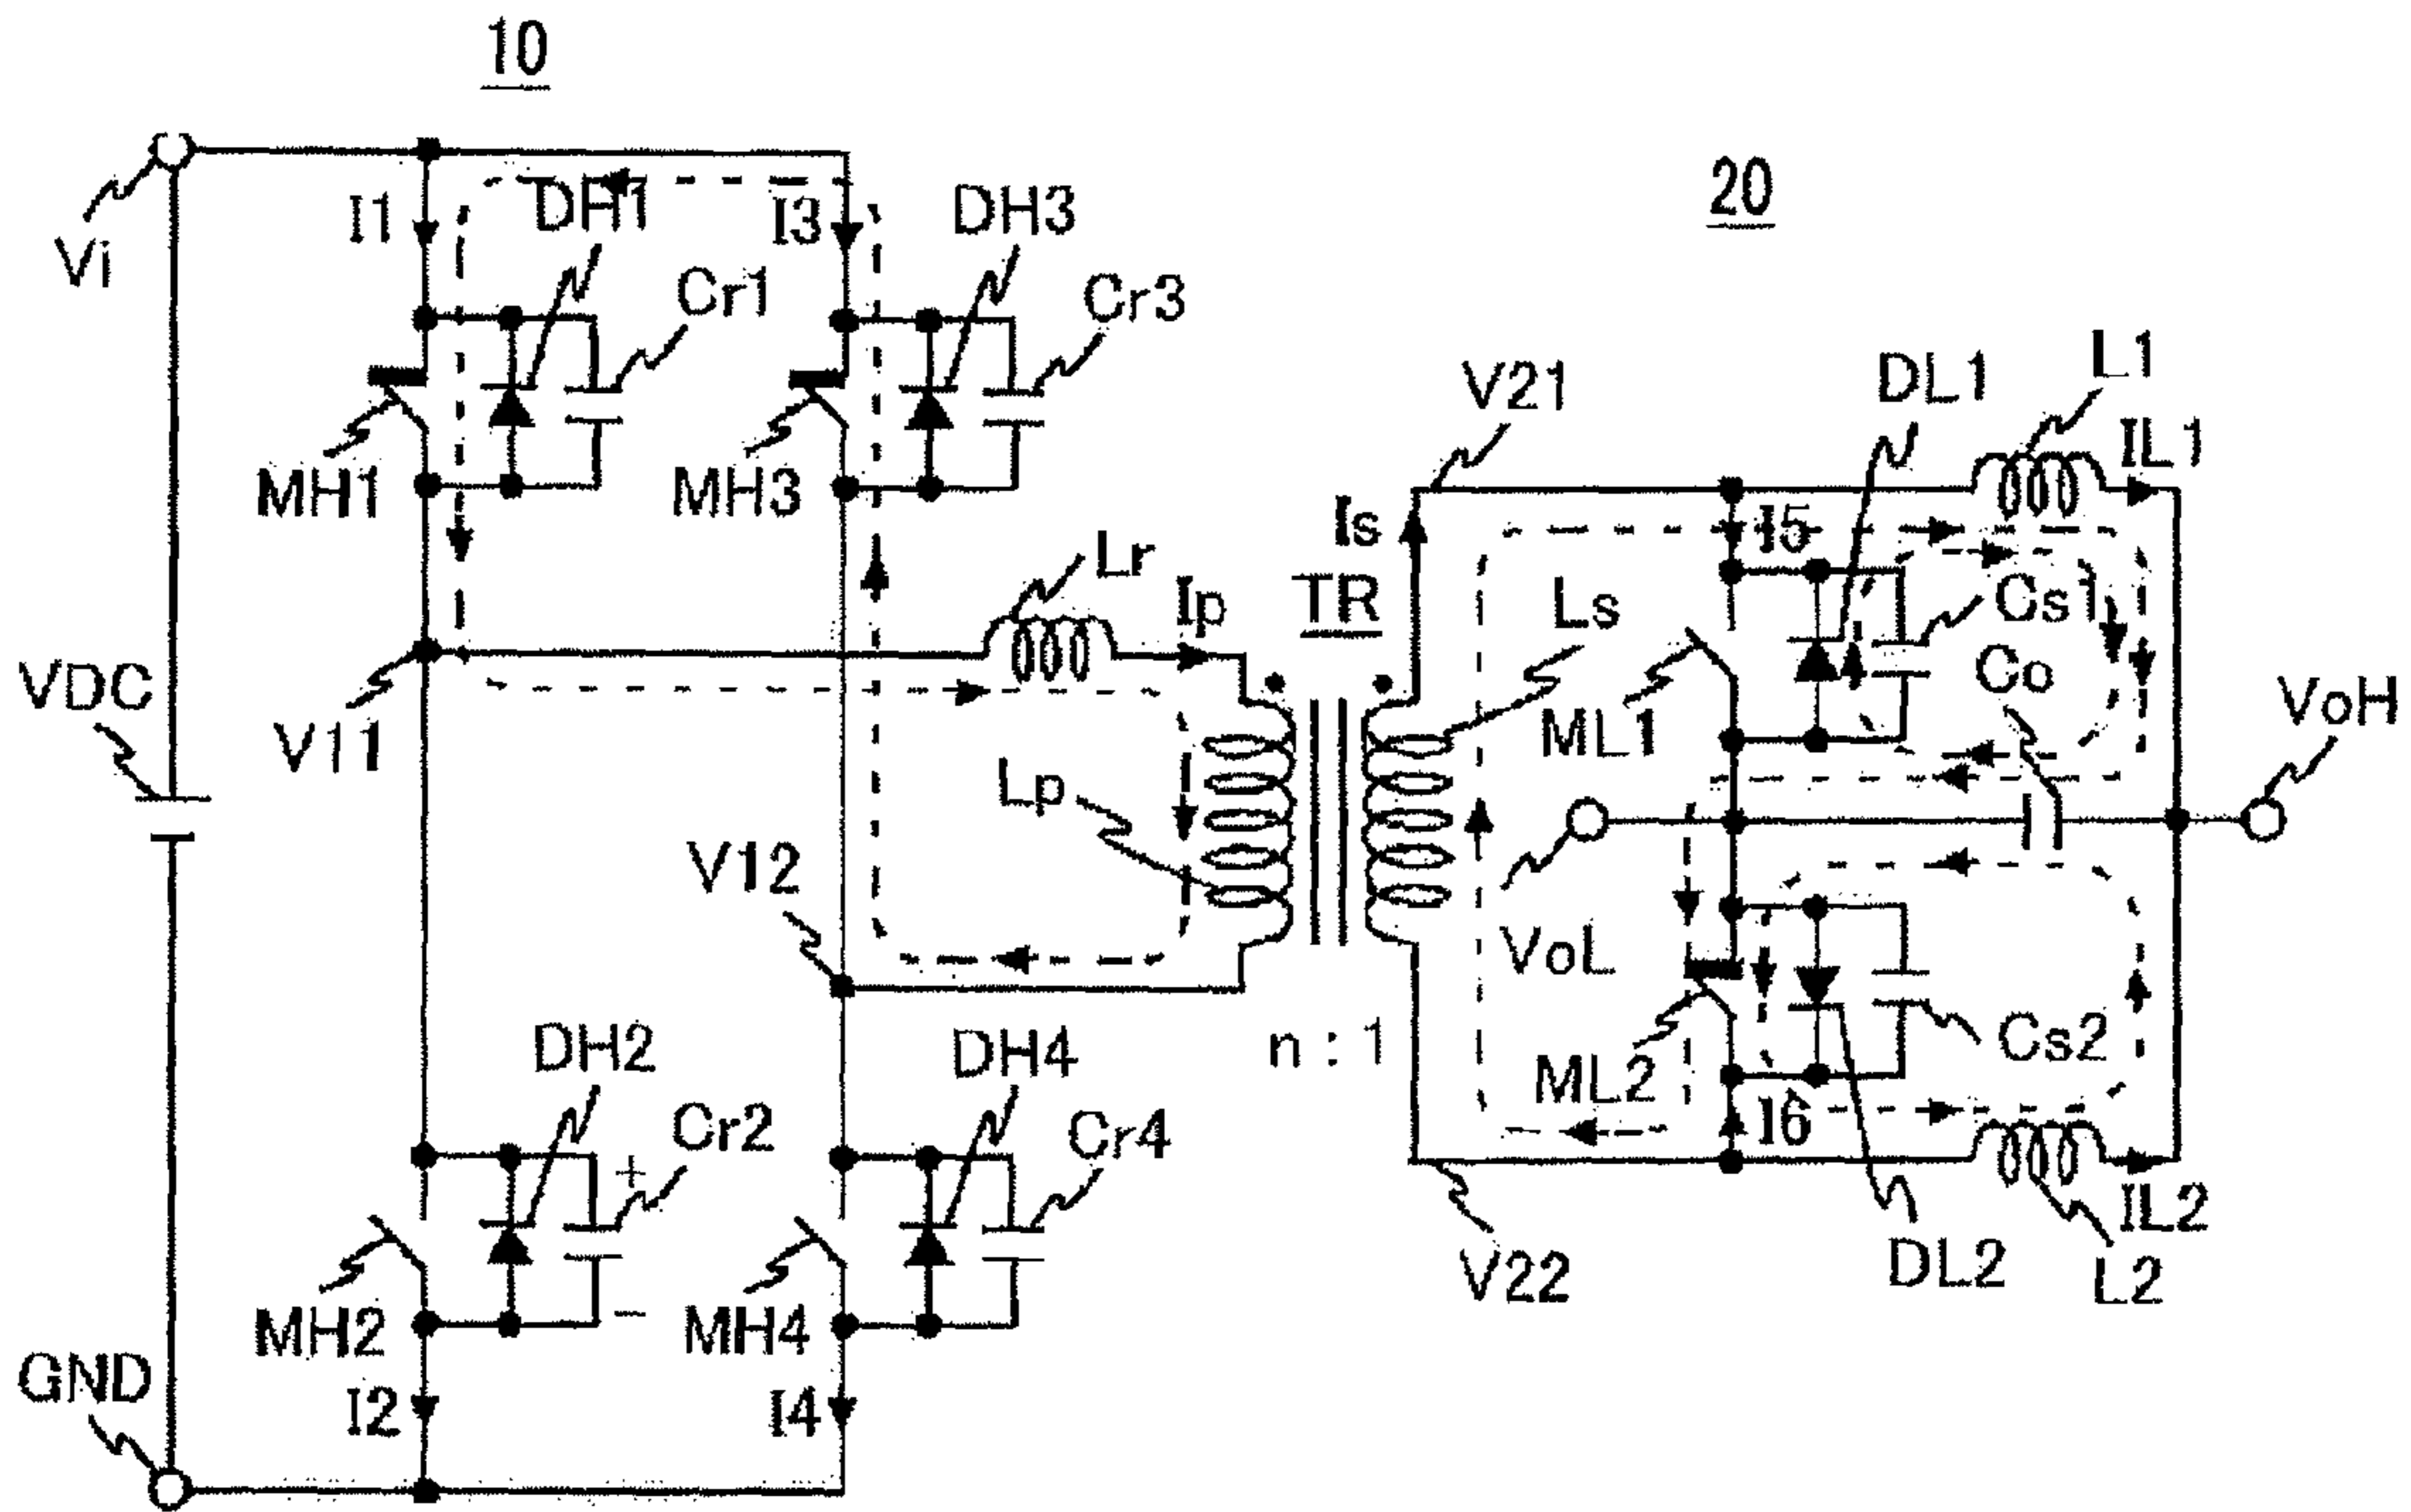 10
20
I1
DH1
I3
DH3
Vi
Cr1
Cr3
L1
V21
DL1
IL1
MH1
MH3
Is
I5
Lr
Ip
TR
Ls
Cs1
Co
VDC
V11
ML1
VoH
Lp
V12
VoL
DH2
DH4
n : 1
ML2
Cs2
Cr2
Cr4
+
I6
IL2
V22
DL2
L2
MH2
MH4
−
GND
I2
I4